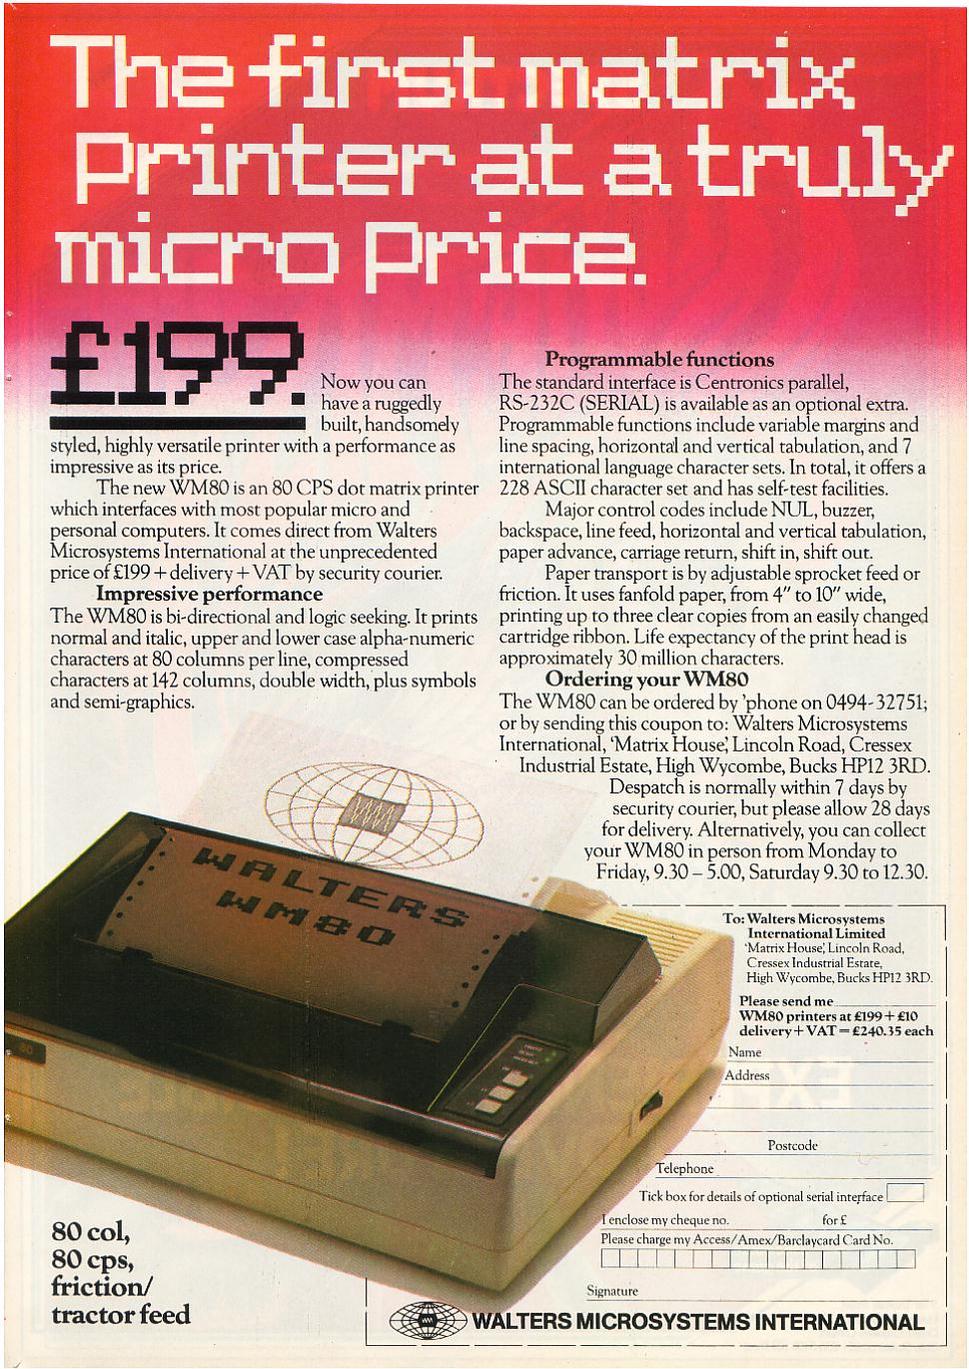 The first matrix
Printer at a truly
micro Price.
£199.
Now you can
have a ruggedly
built, handsomely
styled, highly versatile printer with a performance as
impressive as its price.
The new WM80 is an 80 CPS dot matrix printer
which interfaces with most popular micro and
personal computers. It comes direct from Walters
Microsystems International at the unprecedented
price of £199 + delivery + VAT by security courier.
Impressive performance
The WM80 is bi-directional and logic seeking. It prints
normal and italic, upper and lower case alpha-numeric
characters at 80 columns per line, compressed
characters at 142 columns, double width, plus symbols
and semi-graphics.
Programmable functions
The standard interface is Centronics parallel,
RS-232C (SERIAL) is available as an optional extra.
Programmable functions include variable margins and
line spacing, horizontal and vertical tabulation, and 7
international language character sets. In total, it offers a
228 ASCII character set and has self-test facilities.
Major control codes include NUL, buzzer,
backspace, line feed, horizontal and vertical tabulation,
paper advance, carriage return, shift in, shift out.
Paper transport is by adjustable sprocket feed or
friction. It uses fanfold paper, from 4″ to 10″ wide,
printing up to three clear copies from an easily changed
cartridge ribbon. Life expectancy of the print head is
approximately 30 million characters.
Ordering your WM80
The WM80 can be ordered by 'phone on 0494-32751;
or by sending this coupon to: Walters Microsystems
International, 'Matrix House', Lincoln Road, Cressex
Industrial Estate, High Wycombe, Bucks HP12 3RD.
Despatch is normally within 7 days by
security courier, but please allow 28 days
for delivery. Alternatively, you can collect
your WM80 in person from Monday to
Friday, 9.30 – 5.00, Saturday 9.30 to 12.30.
WALTERS
WM80
80
To: Walters Microsystems
International Limited
'Matrix House', Lincoln Road,
Cressex Industrial Estate,
High Wycombe, Bucks HP12 3RD.
Please send me
WM80 printers at £199 + £10
delivery + VAT = £240.35 each
Name
Address
Postcode
Telephone
Tick box for details of optional serial interface
I enclose my cheque no. for £
Please charge my Access/Amex/Barclaycard Card No.
Signature
80 col,
80 cps,
friction/
tractor feed
WALTERS MICROSYSTEMS INTERNATIONAL